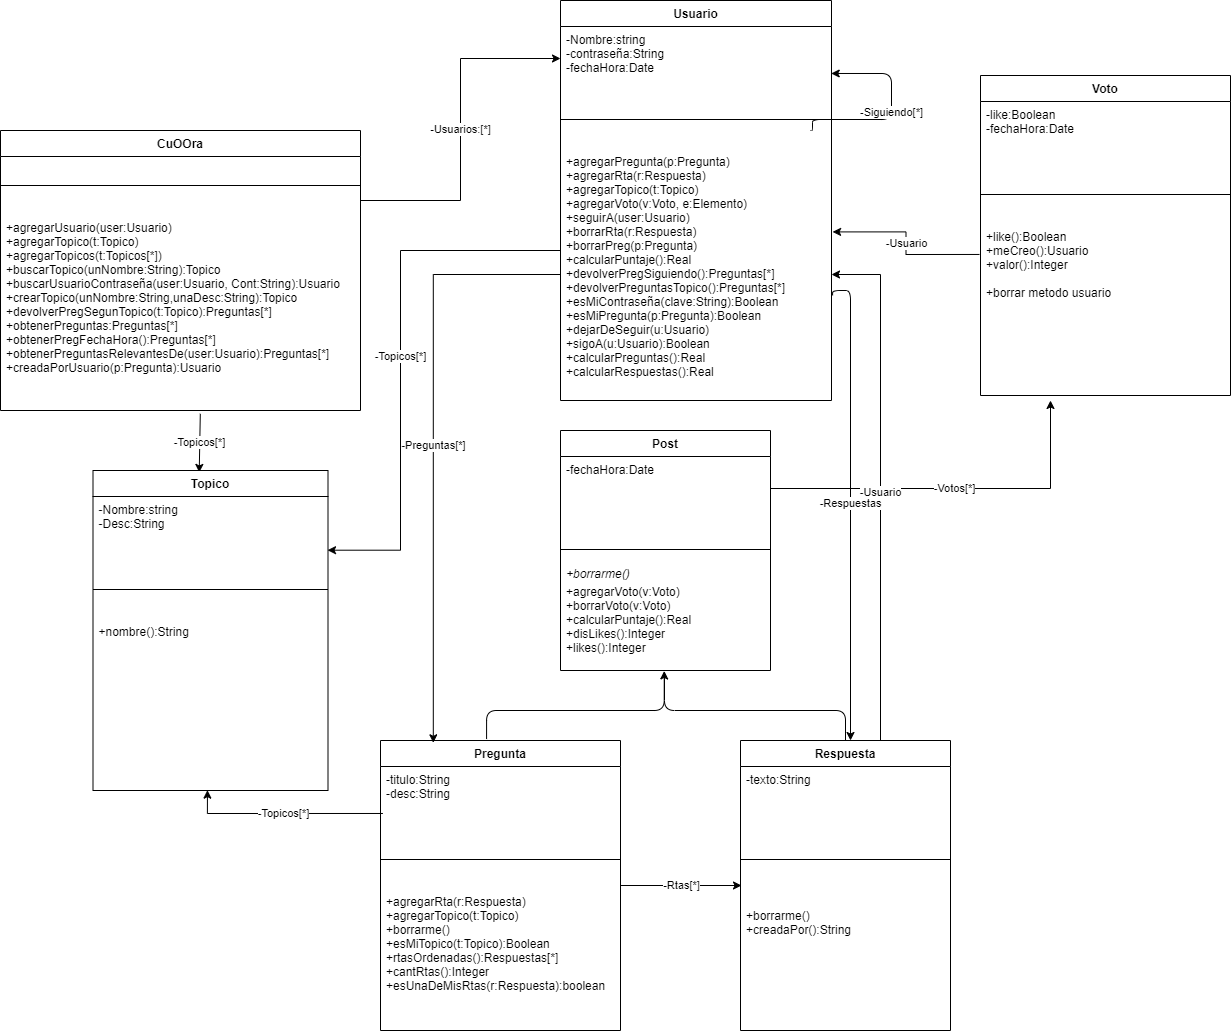 Usuario
-Nombre:string
-contraseña:String
-fechaHora:Date
+agregarPregunta(p:Pregunta)
+agregarRta(r:Respuesta)
+agregarTopico(t:Topico)
+agregarVoto(v:Voto, e:Elemento)
+seguirA(user:Usuario)
+borrarRta(r:Respuesta)
+borrarPreg(p:Pregunta)
+calcularPuntaje():Real
+devolverPregSiguiendo():Preguntas[*]
+devolverPreguntasTopico():Preguntas[*]
+esMiContraseña(clave:String):Boolean
+esMiPregunta(p:Pregunta):Boolean
+dejarDeSeguir(u:Usuario)
+sigoA(u:Usuario):Boolean
+calcularPreguntas():Real
+calcularRespuestas():Real
-Siguiendo[*]
Voto
-like:Boolean
-fechaHora:Date
+like():Boolean
+meCreo():Usuario
+valor():Integer
+borrar metodo usuario
-Usuario
-Usuarios:[*]
CuOOra
+agregarUsuario(user:Usuario)
+agregarTopico(t:Topico)
+agregarTopicos(t:Topicos[*])
+buscarTopico(unNombre:String):Topico
+buscarUsuarioContraseña(user:Usuario, Cont:String):Usuario
+crearTopico(unNombre:String,unaDesc:String):Topico
+devolverPregSegunTopico(t:Topico):Preguntas[*]
+obtenerPreguntas:Preguntas[*]
+obtenerPregFechaHora():Preguntas[*]
+obtenerPreguntasRelevantesDe(user:Usuario):Preguntas[*]
+creadaPorUsuario(p:Pregunta):Usuario
-Topicos[*]
-Topicos[*]
-Preguntas[*]
Topico
-Nombre:string
-Desc:String
+nombre():String
Post
-fechaHora:Date
+borrarme()
+agregarVoto(v:Voto)
+borrarVoto(v:Voto)
+calcularPuntaje():Real
+disLikes():Integer
+likes():Integer
-Votos[*]
-Usuario
-Respuestas
Pregunta
-titulo:String
-desc:String
+agregarRta(r:Respuesta)
+agregarTopico(t:Topico)
+borrarme()
+esMiTopico(t:Topico):Boolean
+rtasOrdenadas():Respuestas[*]
+cantRtas():Integer
+esUnaDeMisRtas(r:Respuesta):boolean
-Topicos[*]
-Rtas[*]
Respuesta
-texto:String
+borrarme()
+creadaPor():String